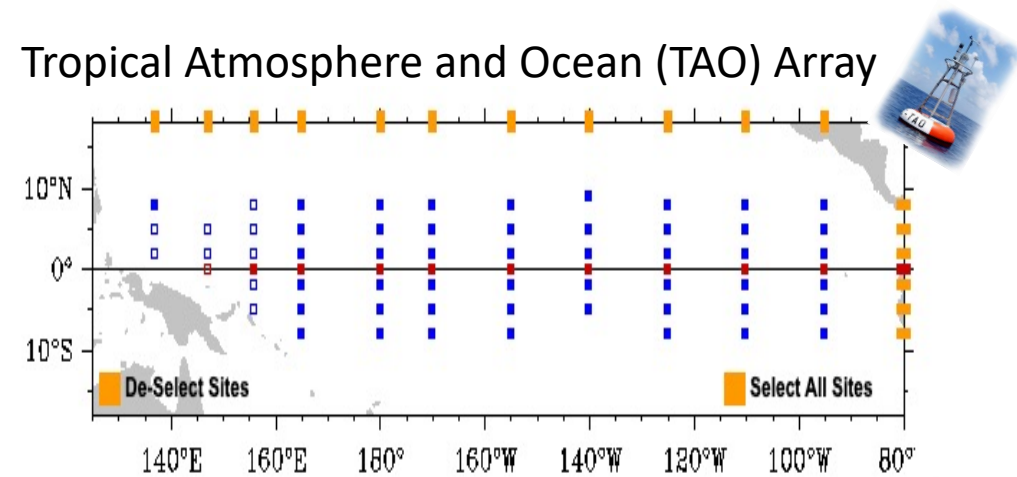 Tropical Atmosphere and Ocean (TAO) Array
TAO
10°N
0°
10°S
De-Select Sites
Select All Sites
140°E 160°E 180° 160°W 140°W 120°W 100°W 80°